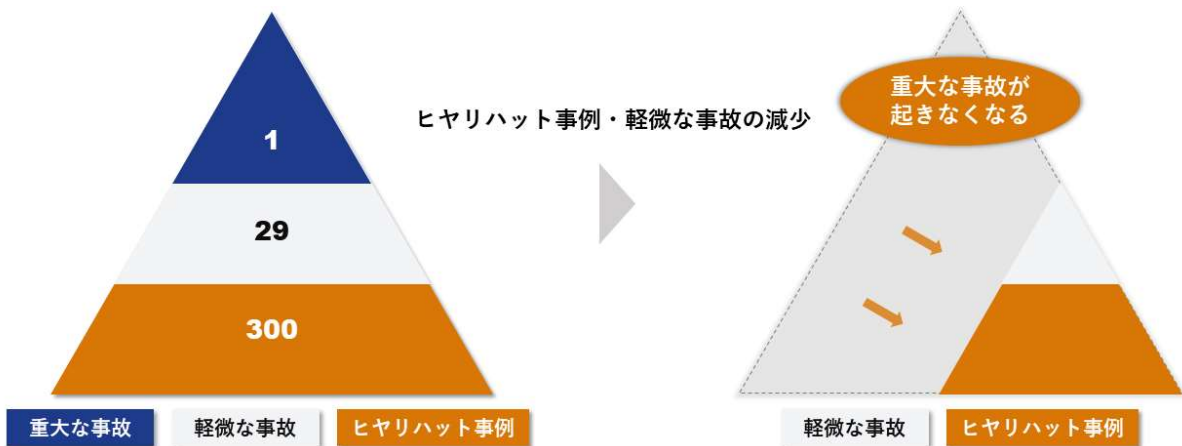 1
29
300
重大な事故
軽微な事故
ヒヤリハット事例
ヒヤリハット事例・軽微な事故の減少
重大な事故が
起きなくなる
軽微な事故
ヒヤリハット事例